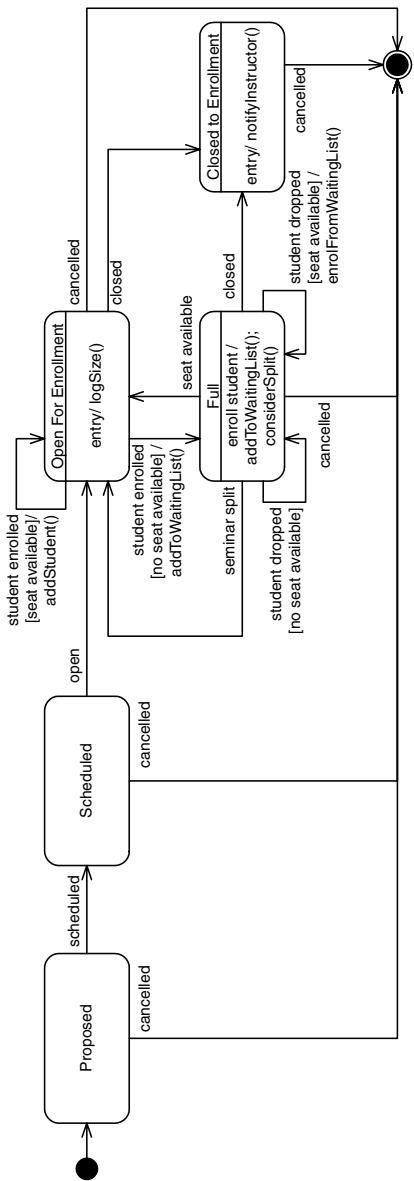 Proposed
scheduled
cancelled
Scheduled
open
cancelled
student enrolled
[seat available]/
addStudent()
Open For Enrollment
entry/ logSize()
cancelled
closed
student enrolled
[no seat available] /
addToWaitingList()
seat available
seminar split
Full
enroll student /
addToWaitingList();
considerSplit()
closed
student dropped
[no seat available]
cancelled
student dropped
[seat available] /
enrolFromWaitingList()
Closed to Enrollment
entry/ notifyInstructor()
cancelled